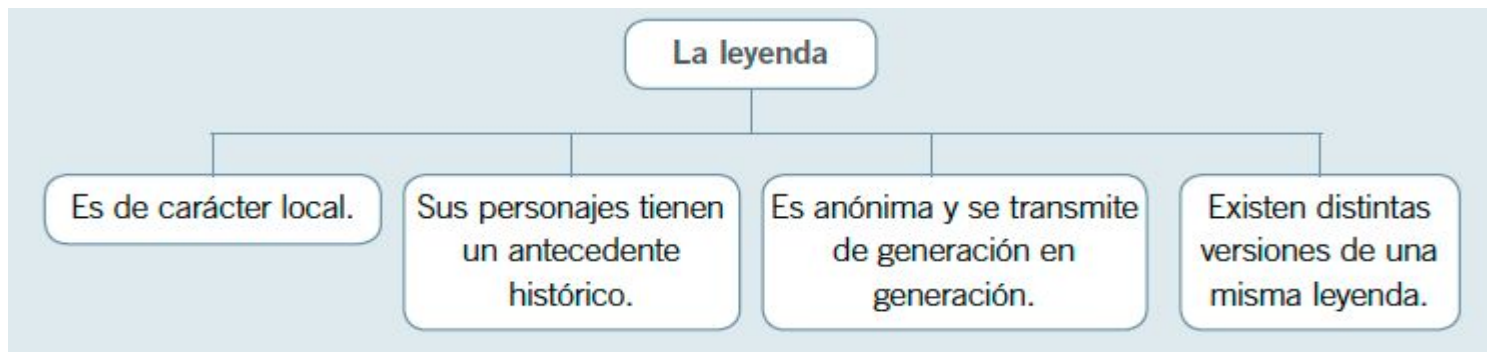 La leyenda
Es de carácter local.
Sus personajes tienen
un antecedente
histórico.
Es anónima y se transmite
de generación en
generación.
Existen distintas
versiones de una
misma leyenda.